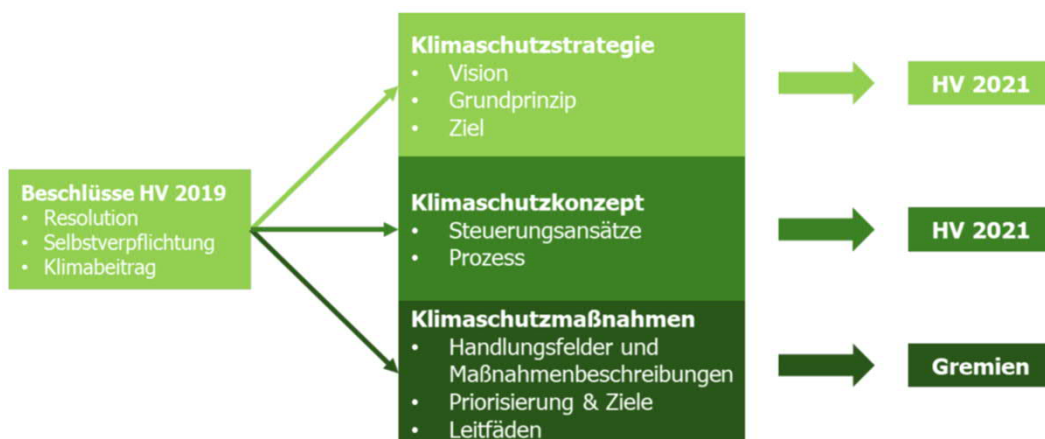 Beschlüsse HV 2019
• Resolution
• Selbstverpflichtung
• Klimabeitrag
Klimaschutzstrategie
• Vision
• Grundprinzip
• Ziel
HV 2021
Klimaschutzkonzept
• Steuerungsansätze
• Prozess
HV 2021
Klimaschutzmaßnahmen
• Handlungsfelder und
Maßnahmenbeschreibungen
• Priorisierung & Ziele
• Leitfäden
Gremien